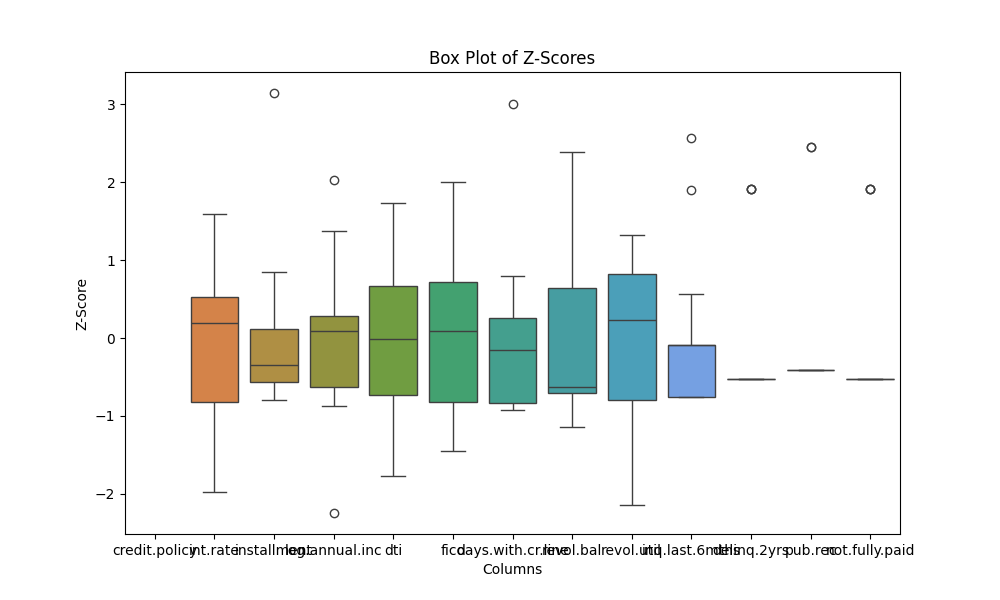 Box Plot of Z-Scores
3
2
1
0
−1
−2
Z-Score
credit.policy int.rate installment log.annual.inc dti fico days.with.cr.line revol.bal revol.util inq.last.6mths delinq.2yrs pub.rec not.fully.paid
Columns